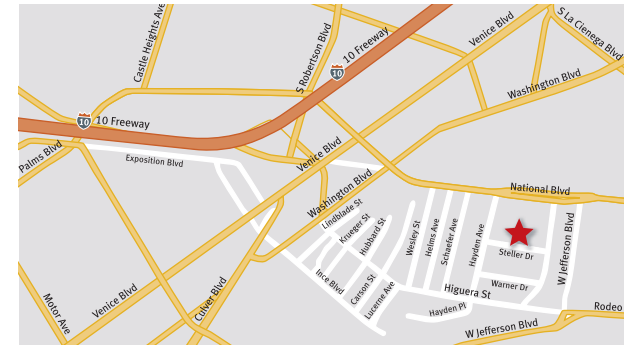 Castle Heights Ave
S Robertson Blvd
10 Freeway
10
Venice Blvd
S La Cienega Blvd
Washington Blvd
10
10 Freeway
Palms Blvd
Exposition Blvd
Venice Blvd
Washington Blvd
National Blvd
Lindblade St
Krueger St
Hubbard St
Wesley St
Helms Ave
Schaefer Ave
Hayden Ave
Steller Dr
W Jefferson Blvd
Ince Blvd
Carson St
Lucerne Ave
Higuera St
Warner Dr
Hayden Pl
Motor Ave
Venice Blvd
Culver Blvd
W Jefferson Blvd
Rodeo